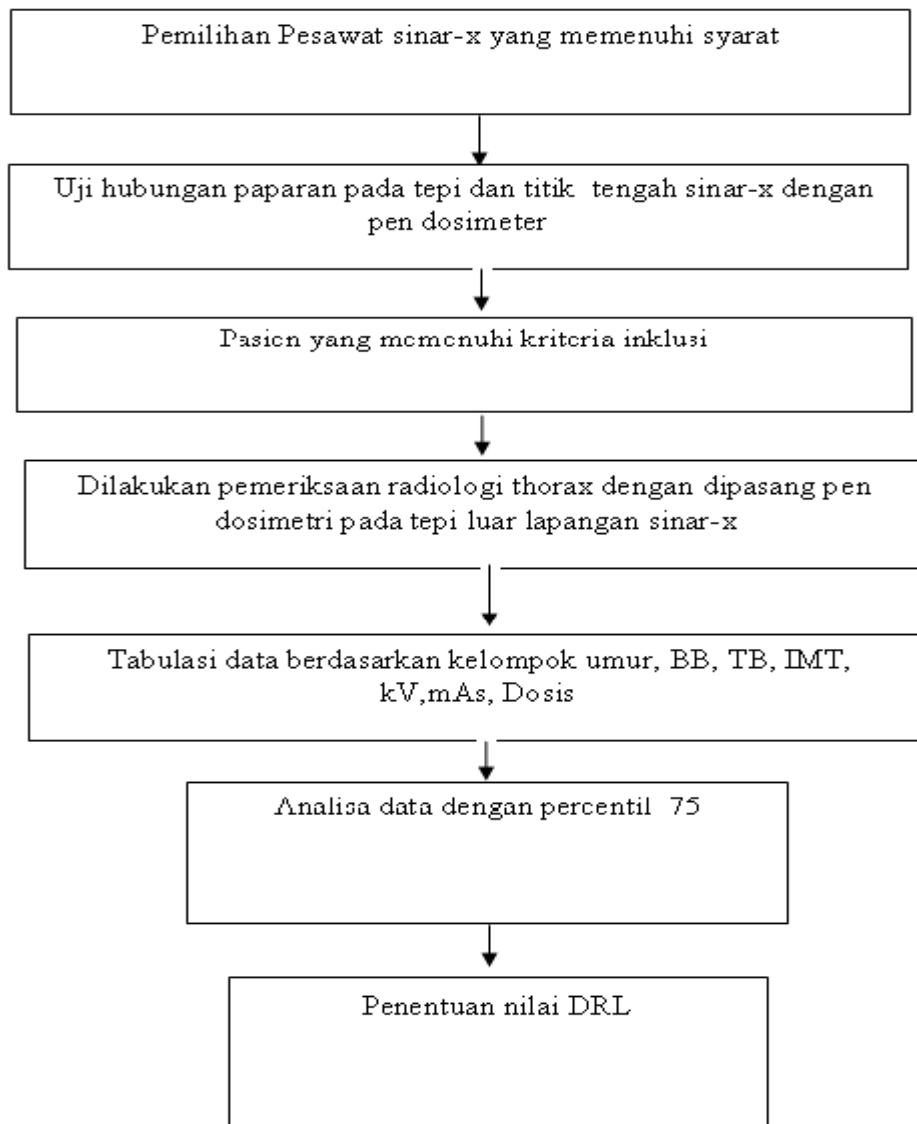 Pemilihan Pesawat sinar-x yang memenuhi syarat
Uji hubungan paparan pada tepi dan titik tengah sinar-x dengan
pen dosimeter
Pasien yang memenuhi kriteria inklusi
Dilakukan pemeriksaan radiologi thorax dengan dipasang pen
dosimetri pada tepi luar lapangan sinar-x
Tabulasi data berdasarkan kelompok umur, BB, TB, IMT,
kV,mAs, Dosis
Analisa data dengan percentil 75
Penentuan nilai DRL